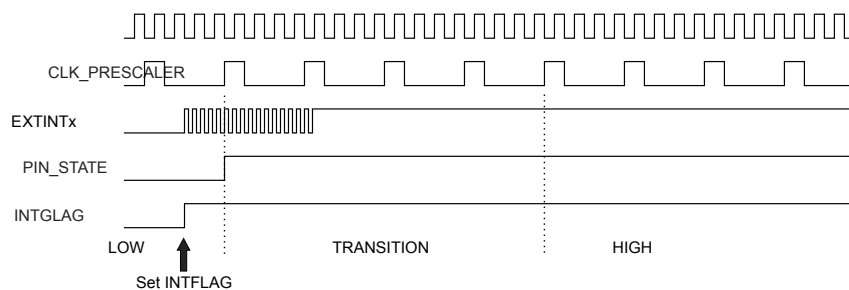 CLK_PRESCALER
EXTINTx
PIN_STATE
INTGLAG
LOW TRANSITION HIGH
Set INTFLAG